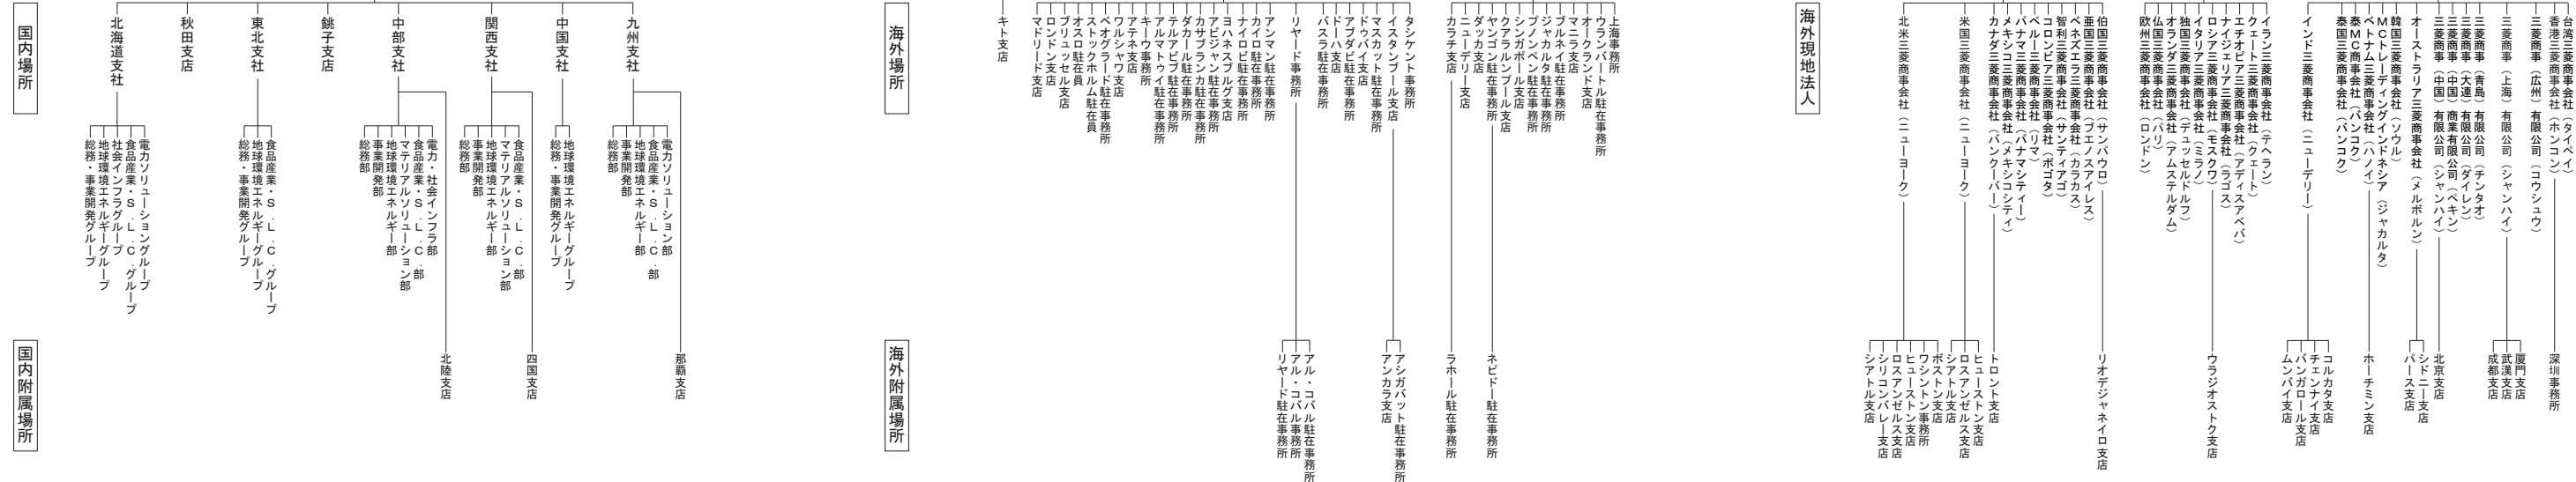 国内場所
北海道支社
秋田支店
東北支社
銚子支店
中部支社
関西支社
中国支社
九州支社
総務・事業開発グループ
地球環境エネルギーグループ
社会インフラグループ
食品産業・S.L.C.グループ
電力ソリューショングループ
総務・事業開発グループ
地球環境エネルギーグループ
食品産業・S.L.C.グループ
総務部
事業開発部
地球環境エネルギー部
マテリアルソリューション部
食品産業・S.L.C.部
電力・社会インフラ部
総務部
事業開発部
地球環境エネルギー部
マテリアルソリューション部
食品産業・S.L.C.部
総務・事業開発グループ
地球環境エネルギーグループ
総務部
事業開発部
地球環境エネルギー部
食品産業・S.L.C.部
電力ソリューション部
国内附属場所
北陸支店
四国支店
那覇支店
海外場所
キト支店
マドリード支店
ロンドン支店
ブリュッセル支店
オスロ駐在員
ストックホルム駐在員
ベオグラード駐在事務所
ワルシャワ支店
アテネ支店
キーウ事務所
アルマトゥイ駐在事務所
テルアビブ駐在事務所
ダカール駐在事務所
カサブランカ駐在事務所
アビジャン駐在事務所
ヨハネスブルグ支店
ナイロビ駐在事務所
カイロ駐在事務所
アンマン駐在事務所
リヤード事務所
バスラ駐在事務所
ドーハ支店
アブダビ駐在事務所
ドゥバイ支店
マスカット駐在事務所
イスタンブール支店
タシケント事務所
カラチ支店
ニューデリー支店
ダッカ支店
ヤンゴン駐在事務所
クアラルンプール支店
シンガポール支店
プノンペン駐在事務所
ジャカルタ駐在事務所
ブルネイ駐在事務所
マニラ支店
オークランド支店
ウランバートル駐在事務所
上海事務所
海外附属場所
リヤード駐在事務所
アル・コバル事務所
アル・コバル駐在事務所
アンカラ支店
アシガバット駐在事務所
ラホール駐在事務所
ネピドー駐在事務所
海外現地法人
北米三菱商事会社（ニューヨーク）
米国三菱商事会社（ニューヨーク）
カナダ三菱商事会社（バンクーバー）
メキシコ三菱商事会社（メキシコシティ）
パナマ三菱商事会社（パナマシティー）
ペルー三菱商事会社（リマ）
コロンビア三菱商事会社（ボゴタ）
智利三菱商事会社（サンティアゴ）
ベネズエラ三菱商事会社（カラカス）
亜国三菱商事会社（ブエノスアイレス）
伯国三菱商事会社（サンパウロ）
欧州三菱商事会社（ロンドン）
仏国三菱商事会社（パリ）
オランダ三菱商事会社（アムステルダム）
独国三菱商事会社（デュッセルドルフ）
イタリア三菱商事会社（ミラノ）
ロシア三菱商事会社（モスクワ）
ナイジェリア三菱商事会社（ラゴス）
エチオピア三菱商事会社（アディスアベバ）
クェート三菱商事会社（クェート）
イラン三菱商事会社（テヘラン）
インド三菱商事会社（ニューデリー）
泰国三菱商事会社（バンコク）
泰MC商事会社（バンコク）
ベトナム三菱商事会社（ハノイ）
MCトレーディングインドネシア（ジャカルタ）
韓国三菱商事会社（ソウル）
オーストラリア三菱商事会社（メルボルン）
三菱商事（中国）有限公司（シャンハイ）
三菱商事（中国）商業有限公司（ペキン）
三菱商事（大連）有限公司（ダイレン）
三菱商事（青島）有限公司（チンタオ）
三菱商事（上海）有限公司（シャンハイ）
三菱商事（広州）有限公司（コウシュウ）
香港三菱商事会社（ホンコン）
台湾三菱商事会社（タイペイ）
シアトル支店
シリコンバレー支店
ロスアンゼルス支店
ヒューストン支店
ワシントン事務所
ボストン支店
シアトル支店
ロスアンゼルス支店
ヒューストン支店
トロント支店
リオデジャネイロ支店
ウラジオストク支店
ムンバイ支店
バンガロール支店
チェンナイ支店
コルカタ支店
ホーチミン支店
パース支店
シドニー支店
北京支店
成都支店
武漢支店
厦門支店
深圳事務所